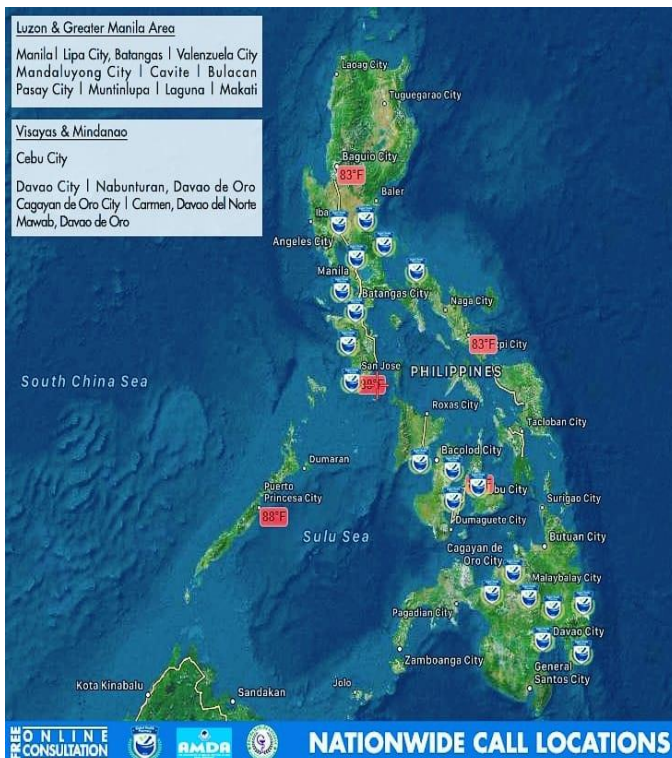 Luzon & Greater Manila Area
Manila | Lipa City, Batangas | Valenzuela City
Mandaluyong City | Cavite | Bulacan
Pasay City | Muntinlupa | Laguna | Makati
Visayas & Mindanao
Cebu City
Davao City | Nabunturan, Davao de Oro
Cagayan de Oro City | Carmen, Davao del Norte
Mawab, Davao de Oro
Laoag City
Tuguegarao City
Baguio City
83°F
Baler
Iba
Angeles City
Manila
Batangas City
Naga City
83°F
pi City
San Jose
PHILIPPINES
South China Sea
Roxas City
Tacloban City
Bacolod City
Dumaran
Puerto
Princesa City
88°F
bu City
Surigao City
Sulu Sea
Dumaguete City
Butuan City
Cagayan de
Oro City
Malaybalay City
Pagadian City
Davao City
Zamboanga City
General
Santos City
Kota Kinabalu
Sandakan
Jolo
FREE ONLINE
CONSULTATION
AMDA
NATIONWIDE CALL LOCATIONS